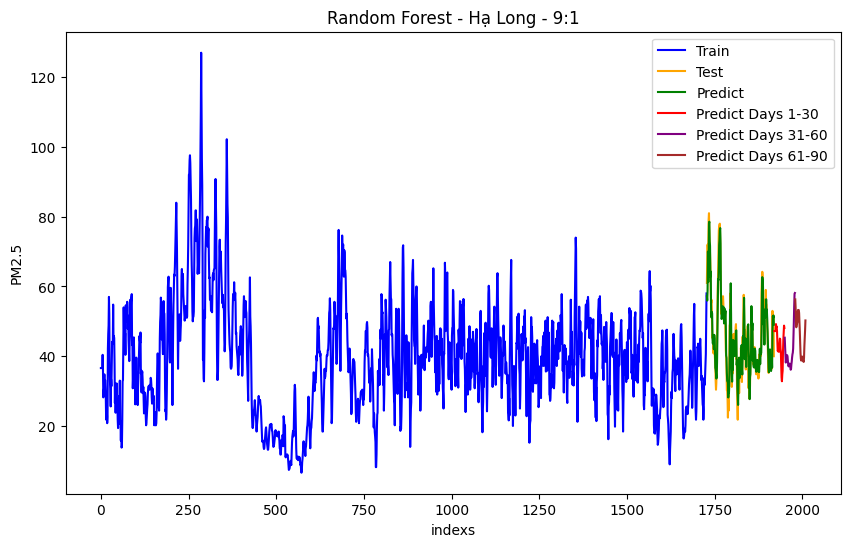 Random Forest - Hạ Long - 9:1
Train
Test
Predict
Predict Days 1-30
Predict Days 31-60
Predict Days 61-90
PM2.5
120
100
80
60
40
20
0
250
500
750
1000
1250
1500
1750
2000
indexs